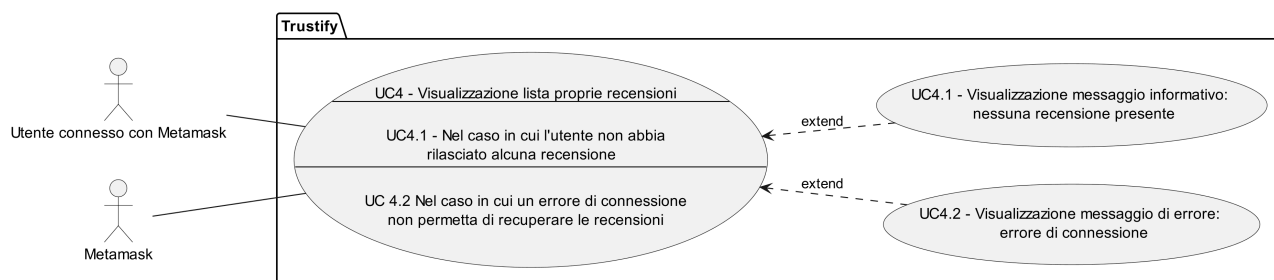 Trustify
UC4 - Visualizzazione lista proprie recensioni
UC4.1 - Nel caso in cui l'utente non abbia
rilasciato alcuna recensione
UC 4.2 Nel caso in cui un errore di connessione
non permetta di recuperare le recensioni
UC4.1 - Visualizzazione messaggio informativo:
nessuna recensione presente
UC4.2 - Visualizzazione messaggio di errore:
errore di connessione
Utente connesso con Metamask
Metamask
extend
extend